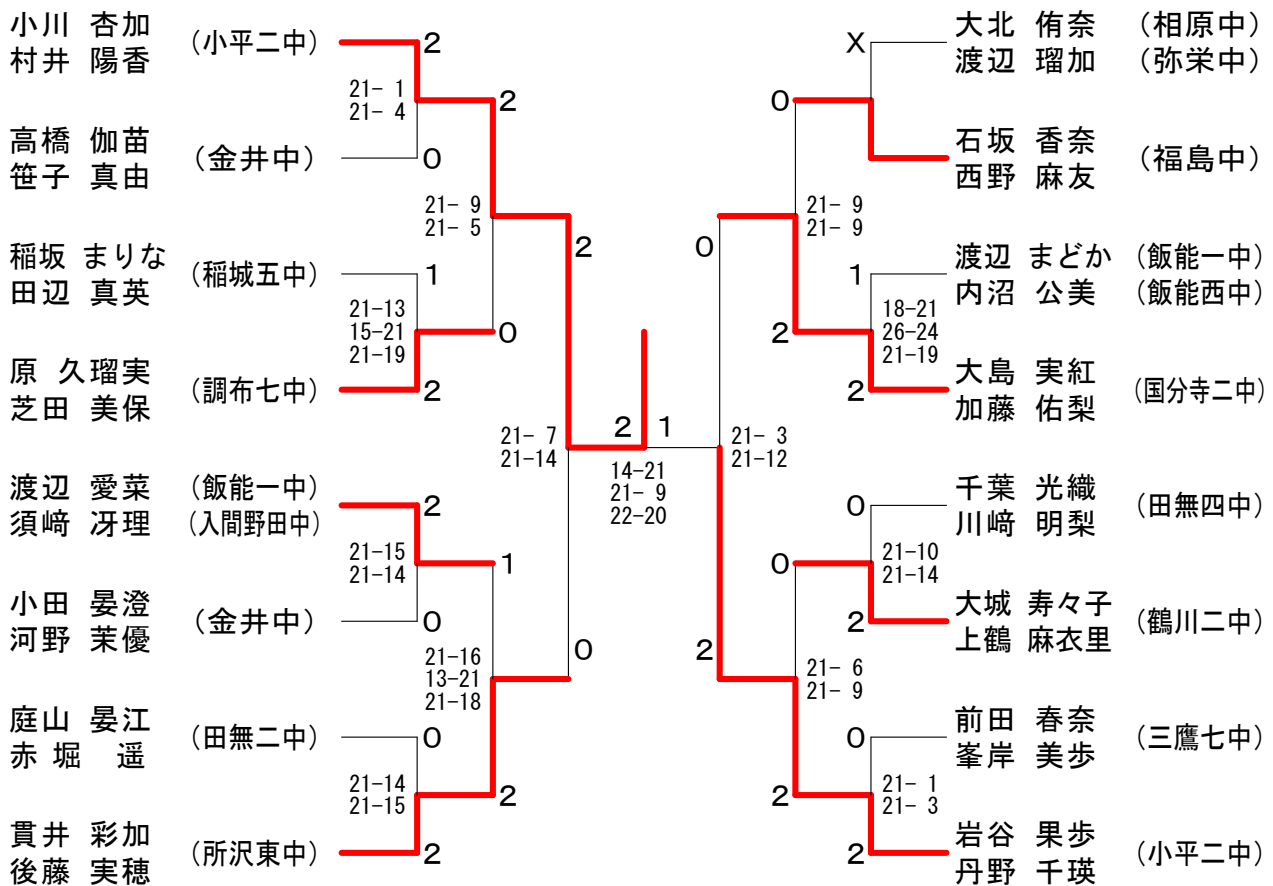 小川 杏加
村井 陽香
(小平二中)
2
21- 1
21- 4
2
高橋 伽苗
笹子 真由
(金井中)
0
21- 9
21- 5
2
稲坂 まりな
田辺 真英
(稲城五中)
1
21-13
15-21
21-19
0
原 久瑠実
芝田 美保
(調布七中)
2
21- 7
21-14
渡辺 愛菜
須﨑 冴理
(飯能一中)
(入間野田中)
2
21-15
21-14
1
小田 晏澄
河野 茉優
(金井中)
0
21-16
13-21
21-18
0
庭山 晏江
赤堀 遥
(田無二中)
0
21-14
21-15
2
貫井 彩加
後藤 実穂
(所沢東中)
2
2
1
14-21
21- 9
22-20
X
大北 侑奈
渡辺 瑠加
(相原中)
(弥栄中)
0
石坂 香奈
西野 麻友
(福島中)
0
21- 9
21- 9
1
渡辺 まどか
内沼 公美
(飯能一中)
(飯能西中)
18-21
26-24
21-19
2
2
大島 実紅
加藤 佑梨
(国分寺二中)
21- 3
21-12
0
千葉 光織
川﨑 明梨
(田無四中)
0
21-10
21-14
2
大城 寿々子
上鶴 麻衣里
(鶴川二中)
2
21- 6
21- 9
0
前田 春奈
峯岸 美歩
(三鷹七中)
21- 1
21- 3
2
2
岩谷 果歩
丹野 千瑛
(小平二中)